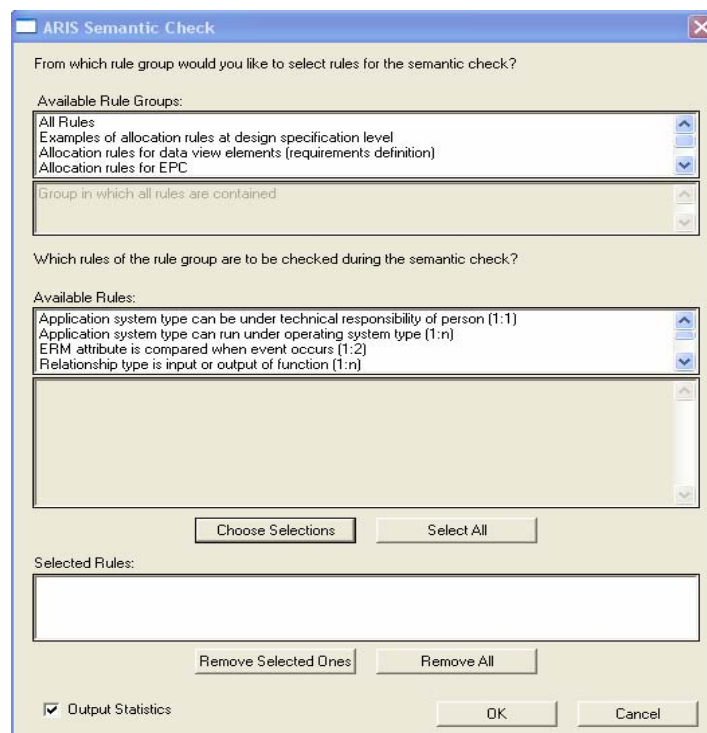 ARIS Semantic Check
From which rule group would you like to select rules for the semantic check?
Available Rule Groups:
All Rules
Examples of allocation rules at design specification level
Allocation rules for data view elements (requirements definition)
Allocation rules for EPC
Group in which all rules are contained
Which rules of the rule group are to be checked during the semantic check?
Available Rules:
Application system type can be under technical responsibility of person (1:1)
Application system type can run under operating system type (1:n)
ERM attribute is compared when event occurs (1:2)
Relationship type is input or output of function (1:n)
Choose Selections Select All
Selected Rules:
Remove Selected Ones Remove All
Output Statistics OK Cancel